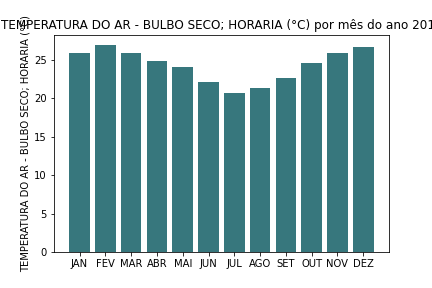 TEMPERATURA DO AR - BULBO SECO; HORARIA (°C) por mês do ano 201
TEMPERATURA DO AR - BULBO SECO; HORARIA (°C)
25
20
15
10
5
0
JAN FEV MAR ABR MAI JUN JUL AGO SET OUT NOV DEZ